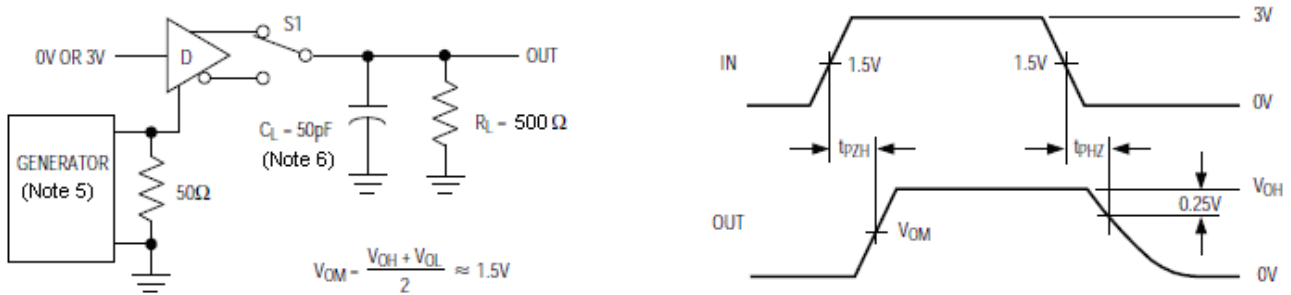 S1
0V OR 3V
D
OUT
GENERATOR
(Note 5)
50Ω
CL = 50pF
(Note 6)
RL = 500 Ω
VOM = VOH + VOL / 2 ≈ 1.5V
IN
1.5V
1.5V
3V
0V
tPZH
tPHZ
OUT
VOM
VOH
0.25V
0V